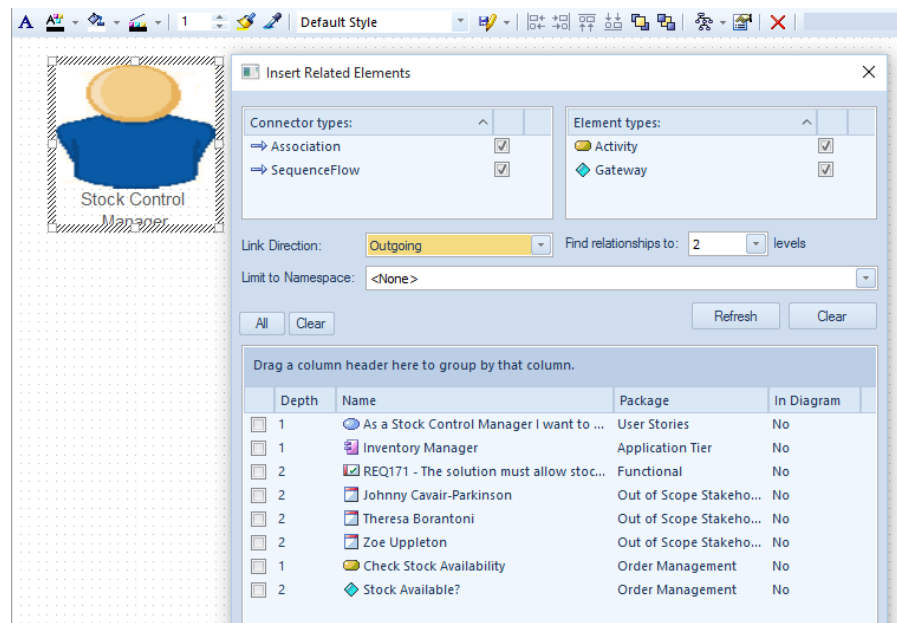 A A 1 Default Style
Stock Control
Manager
Insert Related Elements
Connector types:
Association
SequenceFlow
Element types:
Activity
Gateway
Link Direction: Outgoing Find relationships to: 2 levels
Limit to Namespace: <None>
All Clear Refresh Clear
Drag a column header here to group by that column.
Depth Name Package In Diagram
1 As a Stock Control Manager I want to ... User Stories No
1 Inventory Manager Application Tier No
2 REQ171 - The solution must allow stoc... Functional No
2 Johnny Cavair-Parkinson Out of Scope Stakeho... No
2 Theresa Borantoni Out of Scope Stakeho... No
2 Zoe Uppleton Out of Scope Stakeho... No
1 Check Stock Availability Order Management No
2 Stock Available? Order Management No